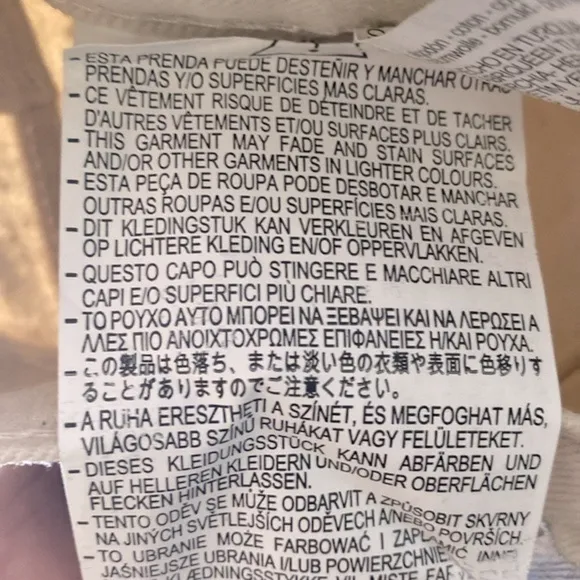 - ESTA PRENDA PUEDE DESTEÑIR Y MANCHAR OTRAS
PRENDAS Y/O SUPERFICIES MAS CLARAS.
- CE VÊTEMENT RISQUE DE DÉTEINDRE ET DE TACHER
D'AUTRES VÊTEMENTS ET/OU SURFACES PLUS CLAIRS.
- THIS GARMENT MAY FADE AND STAIN SURFACES
AND/OR OTHER GARMENTS IN LIGHTER COLOURS.
- ESTA PEÇA DE ROUPA PODE DESBOTAR E MANCHAR
OUTRAS ROUPAS E/OU SUPERFÍCIES MAIS CLARAS.
- DIT KLEDINGSTUK KAN VERKLEUREN EN AFGEVEN
OP LICHTERE KLEDING EN/OF OPPERVLAKKEN.
- QUESTO CAPO PUÒ STINGERE E MACCHIARE ALTRI
CAPI E/O SUPERFICI PIÙ CHIARE.
- ΤΟ ΡΟΥΧΟ ΑΥΤΟ ΜΠΟΡΕΙ ΝΑ ΞΕΒΑΨΕΙ ΚΑΙ ΝΑ ΛΕΡΩΣΕΙ Α
ΛΛΕΣ ΠΙΟ ΑΝΟΙΧΤΟΧΡΩΜΕΣ ΕΠΙΦΑΝΕΙΕΣ Η/ΚΑΙ ΡΟΥΧΑ.
- この製品は色落ち、または淡い色の衣類や表面に色移りす
ることがありますのでご注意ください。
- A RUHA ERESZTHETI A SZÍNÉT, ÉS MEGFOGHAT MÁS,
VILÁGOSABB SZÍNŰ RUHÁKAT VAGY FELÜLETEKET.
- DIESES KLEIDUNGSSTÜCK KANN ABFÄRBEN UND
AUF HELLEREN KLEIDERN UND/ODER OBERFLÄCHEN
FLECKEN HINTERLASSEN.
- TENTO ODĚV SE MŮŽE ODBARVIT A ZPŮSOBIT SKVRNY
NA JINÝCH SVĚTLEJŠÍCH ODĚVECH A/NEBO POVRŠÍCH.
- TO UBRANIE MOŻE FARBOWAĆ I ZAPLAMIĆ INNE
JAŚNIEJSZE UBRANIA I/LUB POWIERZCHNIE.
KLÆDNINGSSTYKKE VIL MISTE